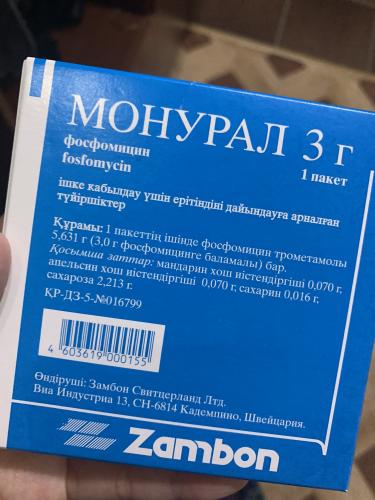 МОНУРАЛ 3 г
1 пакет
фосфомицин
fosfomycin
ішке қабылдау үшін ерітіндіні дайындауға арналған
түйіршіктер
Құрамы: 1 пакеттің ішінде фосфомицин трометамолы
5,631 г (3,0 г фосфомицинге баламалы) бар.
Қосымша заттар: мандарин хош иістендіргіші 0,070 г,
апельсин хош иістендіргіші 0,070 г, сахарин 0,016 г,
сахароза 2,213 г.
ҚР-ДЗ-5-№016799
4 603619 000155
Өндіруші: Замбон Свитцерланд Лтд.
Виа Индустриа 13, СН-6814 Кадемпино, Швейцария.
Zambon